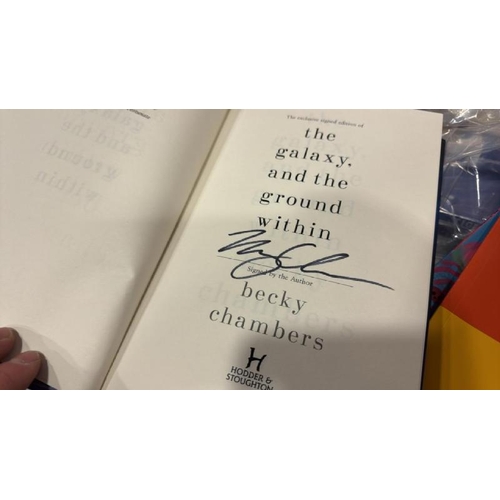 The exclusive signed edition of
the
galaxy,
and the
ground
within
Signed by the Author
becky
chambers
H
HODDER &
STOUGHTON